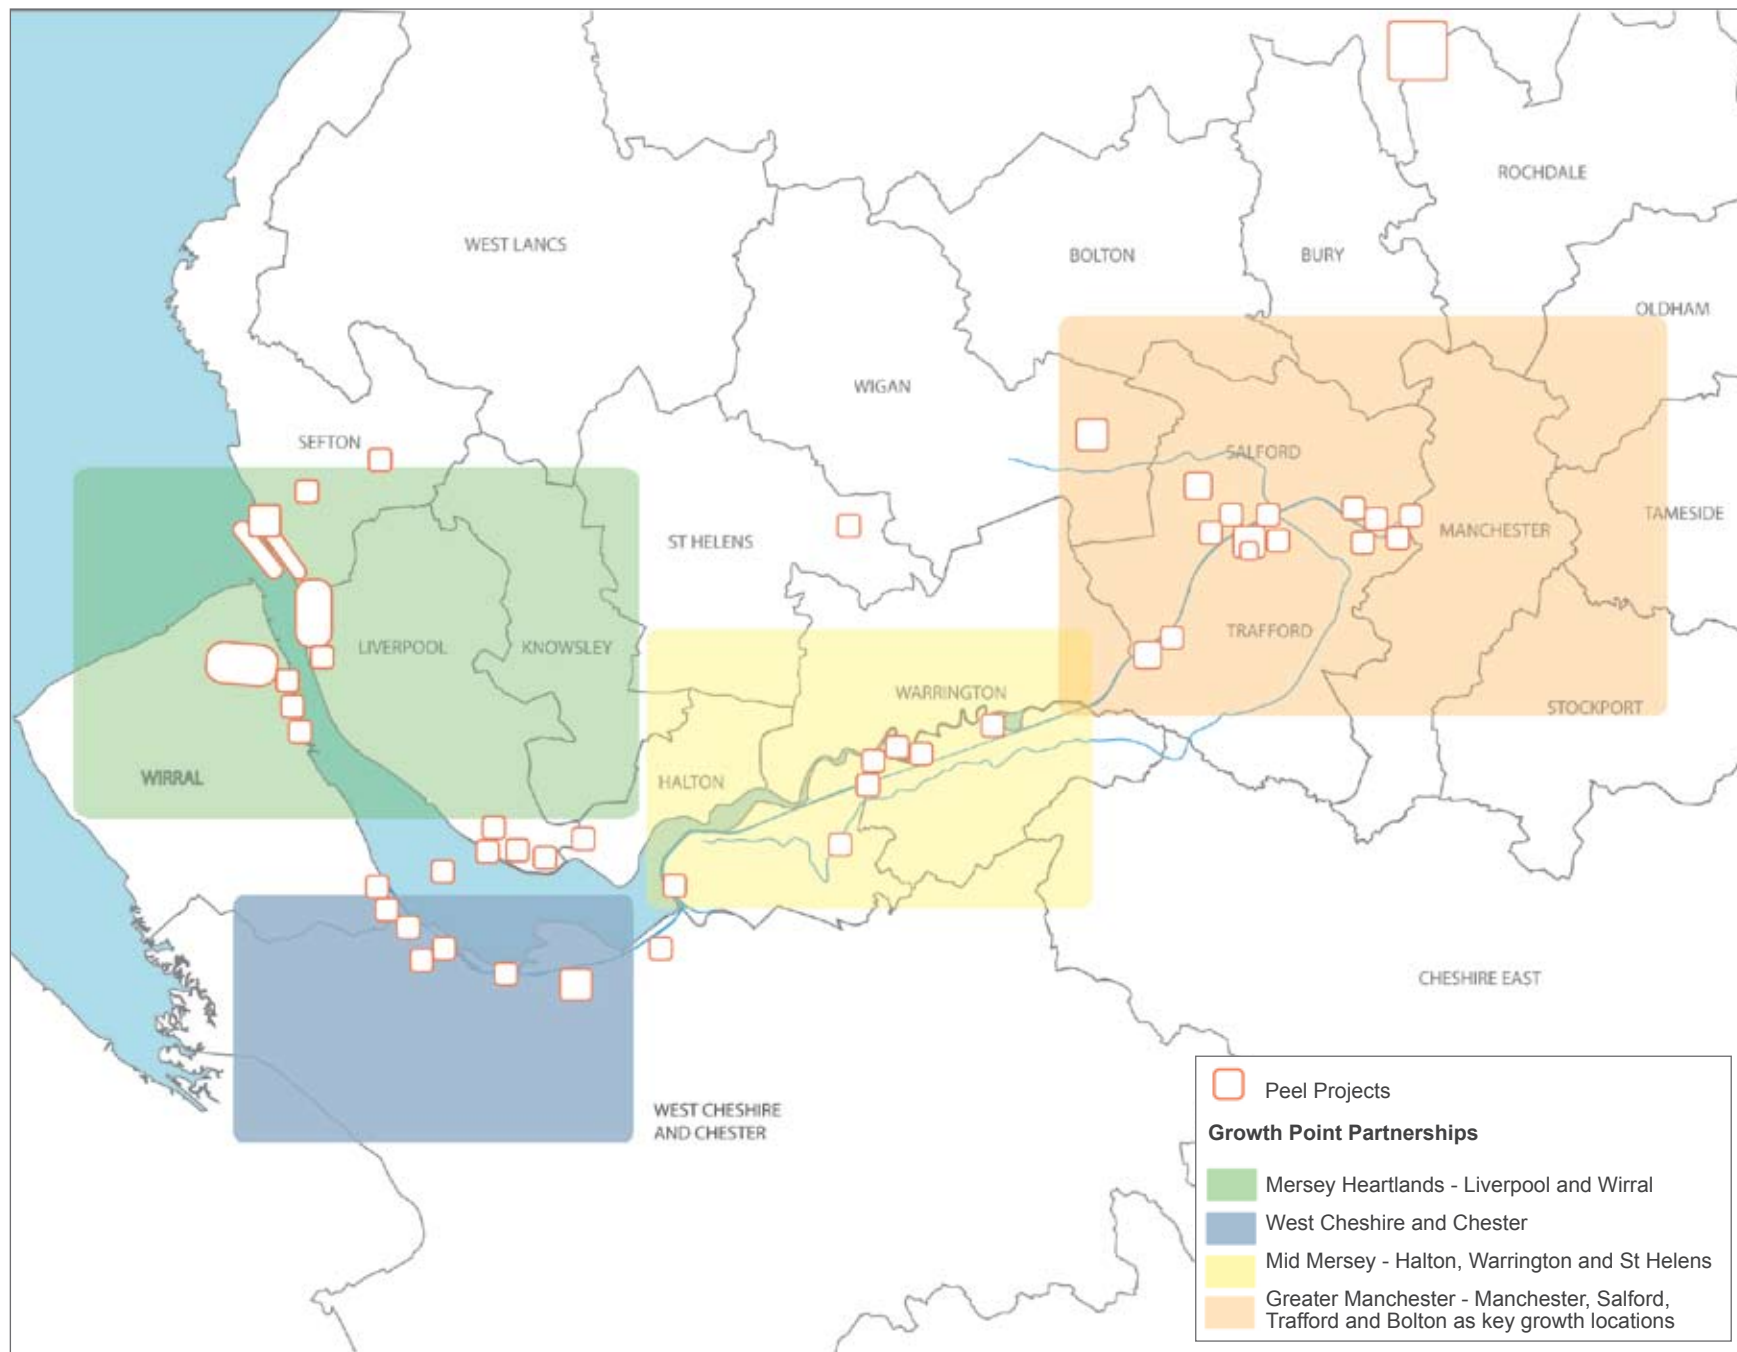 ROCHDALE
WEST LANCS
BOLTON
BURY
OLDHAM
WIGAN
SEFTON
SALFORD
TAMESIDE
MANCHESTER
ST HELENS
TRAFFORD
LIVERPOOL
KNOWSLEY
WARRINGTON
STOCKPORT
WIRRAL
HALTON
CHESHIRE EAST
WEST CHESHIRE
AND CHESTER
Peel Projects
Growth Point Partnerships
Mersey Heartlands - Liverpool and Wirral
West Cheshire and Chester
Mid Mersey - Halton, Warrington and St Helens
Greater Manchester - Manchester, Salford,
Trafford and Bolton as key growth locations